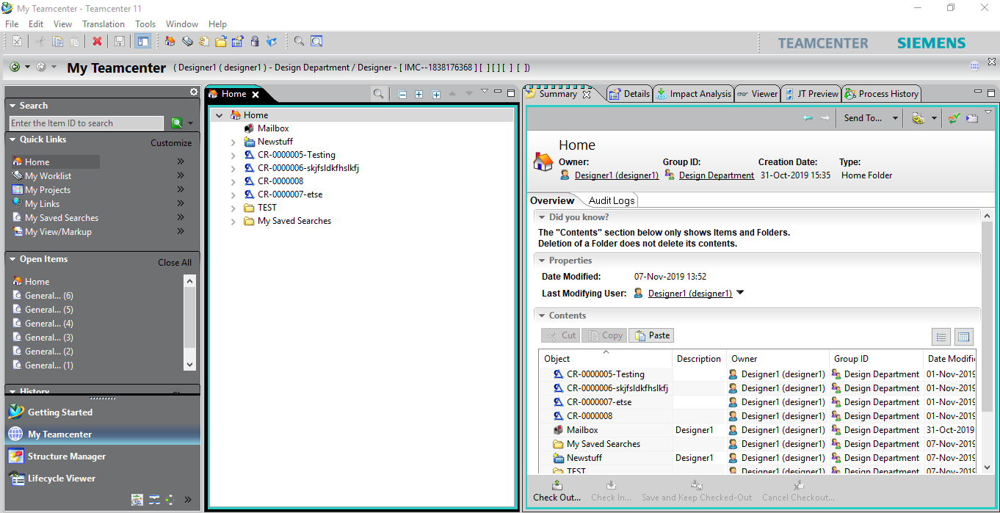 My Teamcenter - Teamcenter 11
File Edit View Translation Tools Window Help
TEAMCENTER SIEMENS
My Teamcenter ( Designer1 ( designer1 ) - Design Department / Designer - [ IMC--1838176368 ] [ ] [ ] [ ] [ ])
Search
Enter the Item ID to search
Quick Links
Customize
Home
My Worklist
My Projects
My Links
My Saved Searches
My View/Markup
Open Items
Close All
Home
General... (6)
General... (5)
General... (4)
General... (3)
General... (2)
General... (1)
History
Getting Started
My Teamcenter
Structure Manager
Lifecycle Viewer
Home
Home
Mailbox
Newstuff
CR-0000005-Testing
CR-0000006-skjfsldkfhslkfj
CR-0000008
CR-0000007-etse
TEST
My Saved Searches
Summary Details Impact Analysis Viewer JT Preview Process History
Send To...
Home
Owner: Group ID: Creation Date: Type:
Designer1 (designer1) Design Department 31-Oct-2019 15:35 Home Folder
Overview Audit Logs
Did you know?
The "Contents" section below only shows Items and Folders.
Deletion of a Folder does not delete its contents.
Properties
Date Modified: 07-Nov-2019 13:52
Last Modifying User: Designer1 (designer1)
Contents
Cut Copy Paste
Object Description Owner Group ID Date Modifi
CR-0000005-Testing Designer1 (designer1) Design Department 01-Nov-2019
CR-0000006-skjfsldkfhslkfj Designer1 (designer1) Design Department 01-Nov-2019
CR-0000007-etse Designer1 (designer1) Design Department 01-Nov-2019
CR-0000008 Designer1 (designer1) Design Department 01-Nov-2019
Mailbox Designer1 Designer1 (designer1) Design Department 31-Oct-2019
My Saved Searches Designer1 (designer1) Design Department 07-Nov-2019
Newstuff Designer1 Designer1 (designer1) Design Department 07-Nov-2019
TEST Designer1 (designer1) Design Department 07-Nov-2019
Check Out... Check In... Save and Keep Checked-Out Cancel Checkout...